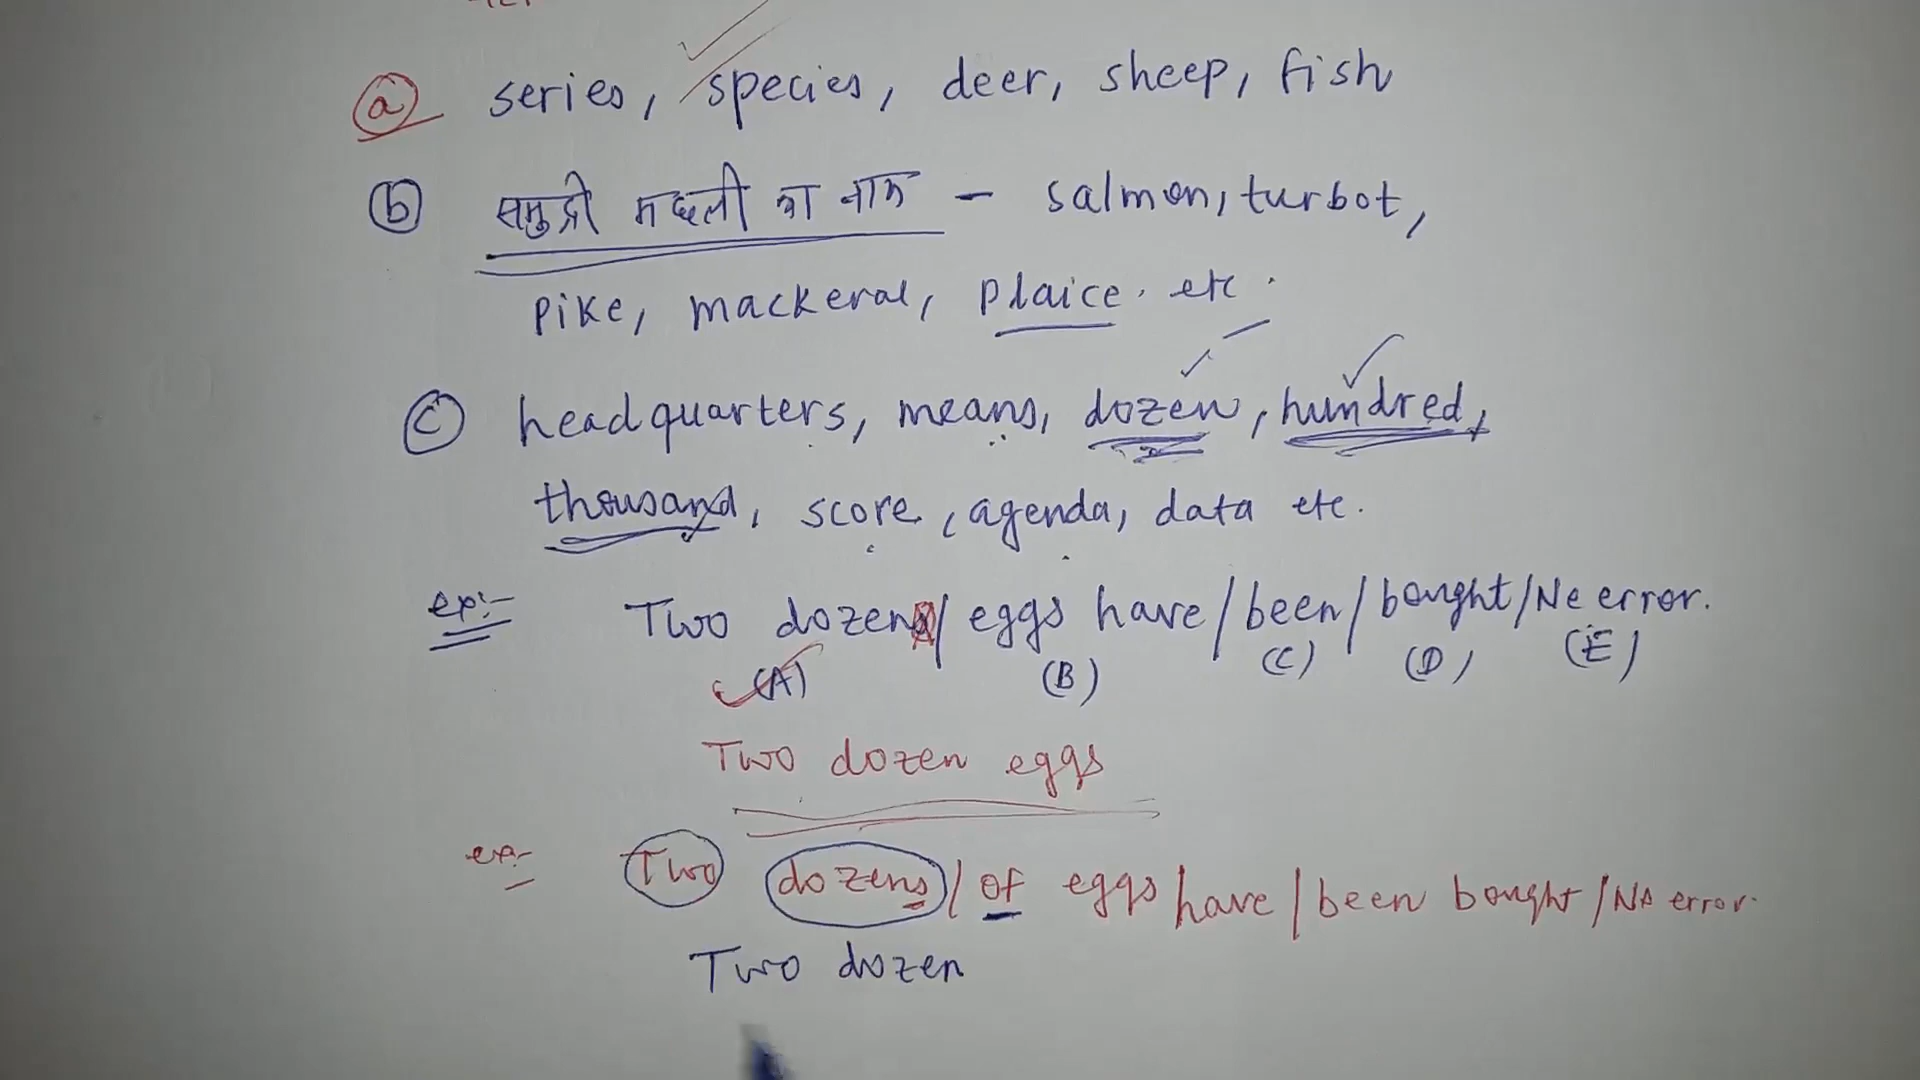 (a) series, species, deer, sheep, fish
(b) समुद्री मछली का नाम - salmon, turbot,
Pike, mackeral, Plaice. etc.
(c) headquarters, means, dozen, hundred,
thousand, score, agenda, data etc.
ex:- Two dozens/ eggs have/ been/ bought/ No error.
(A) (B) (C) (D) (E)
Two dozen eggs
ex:- Two dozens/ of eggs have/ been bought/ No error.
Two dozen